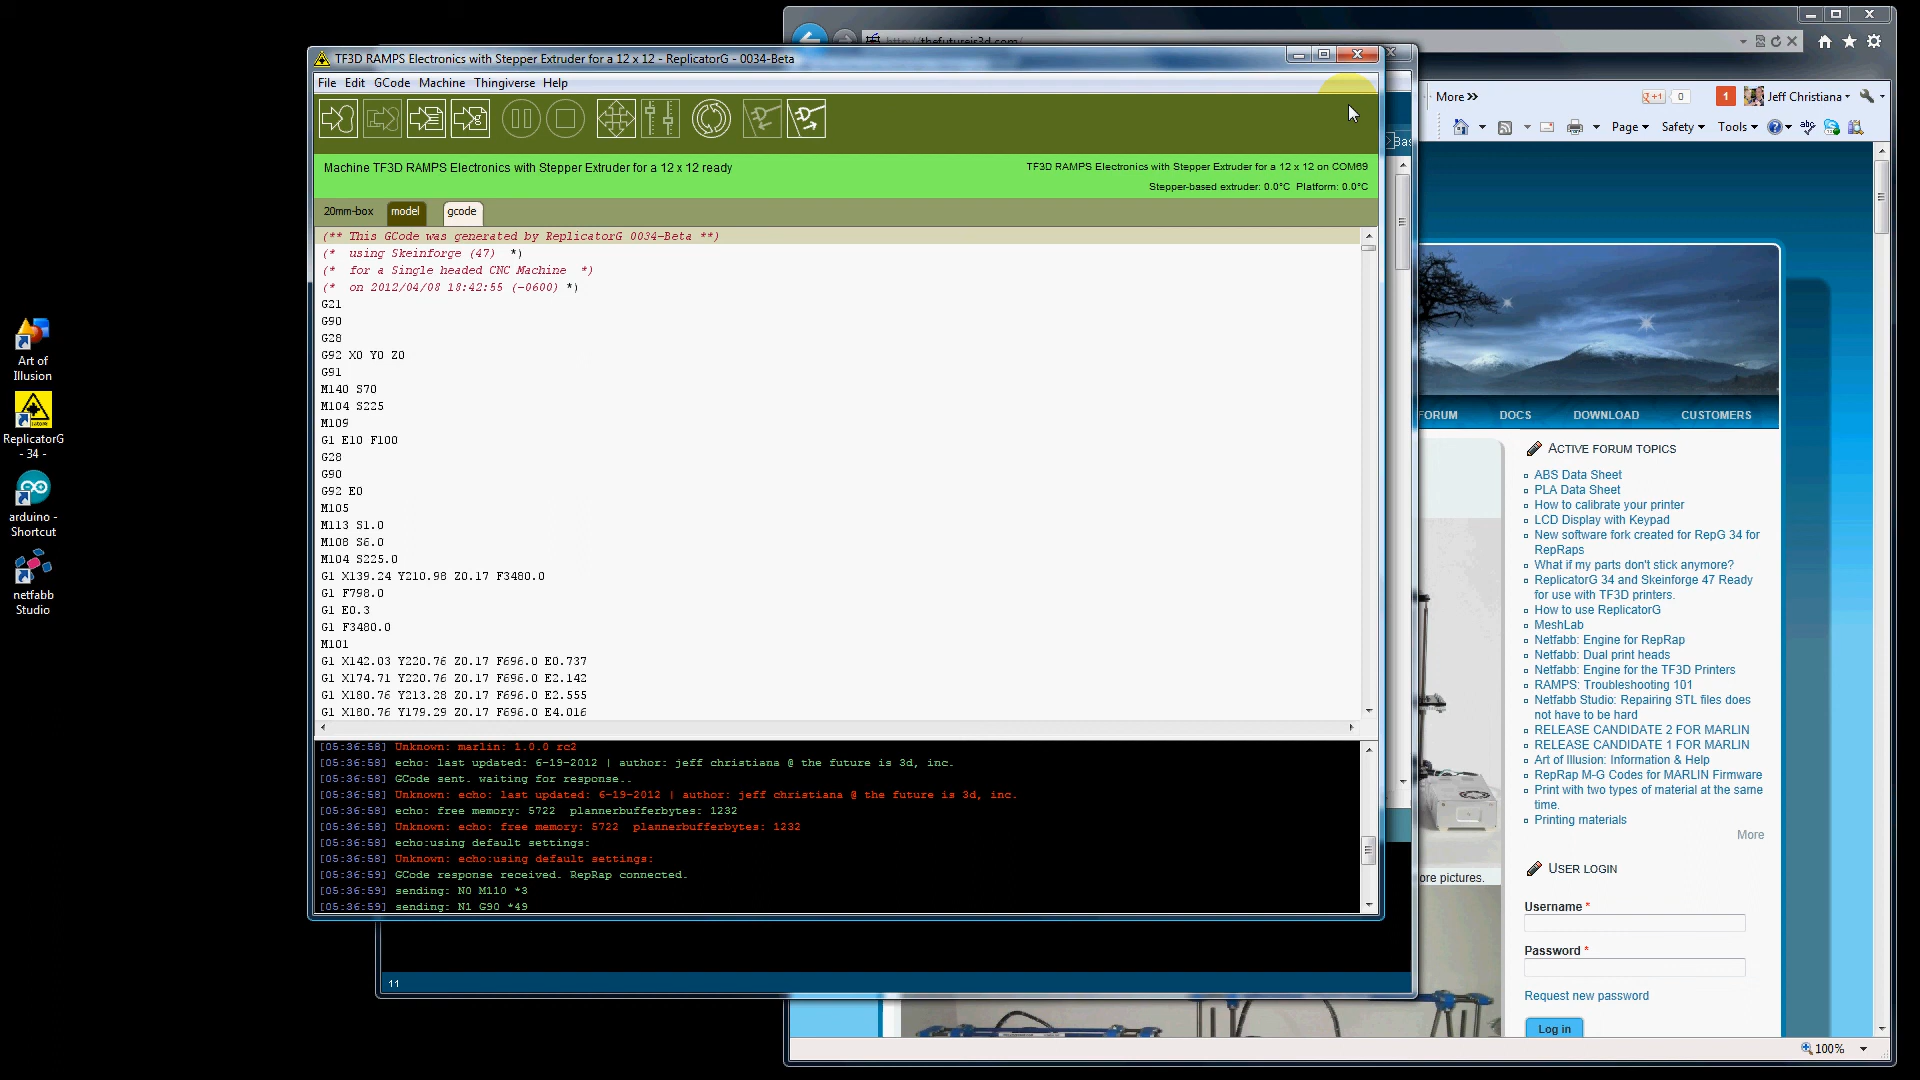 Art of
Illusion
ReplicatorG
- 34 -
arduino -
Shortcut
netfabb
Studio
TF3D RAMPS Electronics with Stepper Extruder for a 12 x 12 - ReplicatorG - 0034-Beta
File Edit GCode Machine Thingiverse Help
Machine TF3D RAMPS Electronics with Stepper Extruder for a 12 x 12 ready
TF3D RAMPS Electronics with Stepper Extruder for a 12 x 12 on COM69
Stepper-based extruder: 0.0°C Platform: 0.0°C
20mm-box model gcode
(** This GCode was generated by ReplicatorG 0034-Beta **)
(* using Skeinforge (47) *)
(* for a Single headed CNC Machine *)
(* on 2012/04/08 18:42:55 (-0600) *)
G21
G90
G28
G92 X0 Y0 Z0
G91
M140 S70
M104 S225
M109
G1 E10 F100
G28
G90
G92 E0
M105
M113 S1.0
M108 S6.0
M104 S225.0
G1 X139.24 Y210.98 Z0.17 F3480.0
G1 F798.0
G1 E0.3
G1 F3480.0
M101
G1 X142.03 Y220.76 Z0.17 F696.0 E0.737
G1 X174.71 Y220.76 Z0.17 F696.0 E2.142
G1 X180.76 Y213.28 Z0.17 F696.0 E2.555
G1 X180.76 Y179.29 Z0.17 F696.0 E4.016
[05:36:58] Unknown: marlin: 1.0.0 rc2
[05:36:58] echo: last updated: 6-19-2012 | author: jeff christiana @ the future is 3d, inc.
[05:36:58] GCode sent. waiting for response..
[05:36:58] Unknown: echo: last updated: 6-19-2012 | author: jeff christiana @ the future is 3d, inc.
[05:36:58] echo: free memory: 5722 plannerbufferbytes: 1232
[05:36:58] Unknown: echo: free memory: 5722 plannerbufferbytes: 1232
[05:36:58] echo:using default settings:
[05:36:58] Unknown: echo:using default settings:
[05:36:59] GCode response received. RepRap connected.
[05:36:59] sending: N0 M110 *3
[05:36:59] sending: N1 G90 *49
11
http://thefutureis3d.com/
More »
+1 0
1
Jeff Christiana
Page Safety Tools
Bas
FORUM DOCS DOWNLOAD CUSTOMERS
ACTIVE FORUM TOPICS
ABS Data Sheet
PLA Data Sheet
How to calibrate your printer
LCD Display with Keypad
New software fork created for RepG 34 for
RepRaps
What if my parts don't stick anymore?
ReplicatorG 34 and Skeinforge 47 Ready
for use with TF3D printers.
How to use ReplicatorG
MeshLab
Netfabb: Engine for RepRap
Netfabb: Dual print heads
Netfabb: Engine for the TF3D Printers
RAMPS: Troubleshooting 101
Netfabb Studio: Repairing STL files does
not have to be hard
RELEASE CANDIDATE 2 FOR MARLIN
RELEASE CANDIDATE 1 FOR MARLIN
Art of Illusion: Information & Help
RepRap M-G Codes for MARLIN Firmware
Print with two types of material at the same
time.
Printing materials
More
ore pictures.
USER LOGIN
Username *
Password *
Request new password
Log in
100%